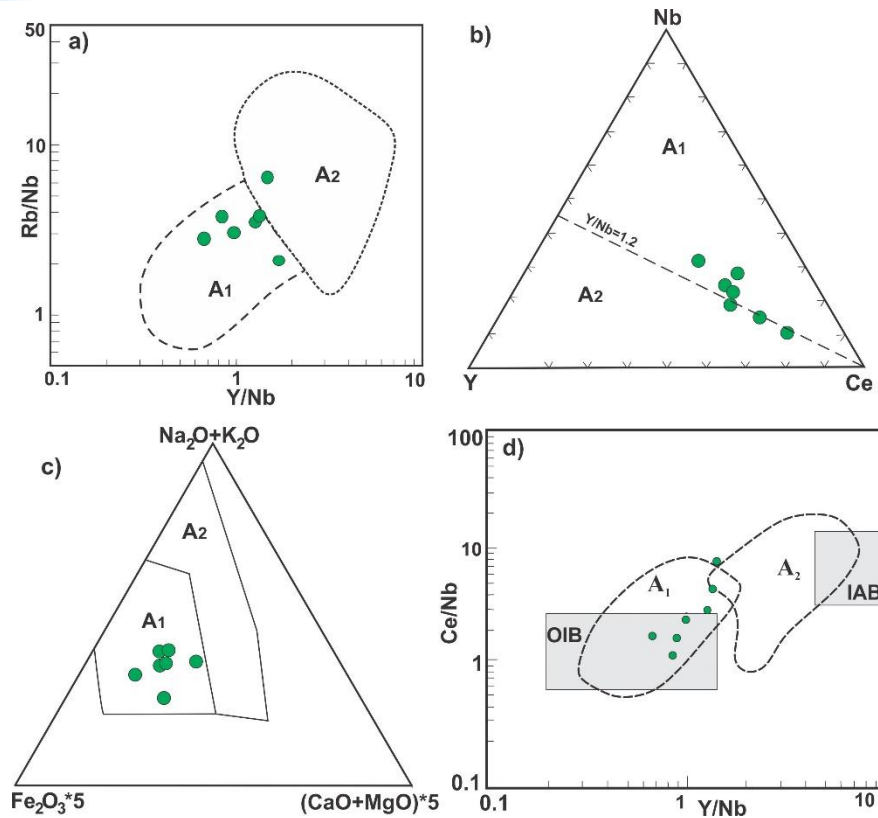 a)
50
10
1
Rb/Nb
A2
A1
0.1
1
10
Y/Nb
b)
Nb
A1
Y/Nb=1.2
A2
Y
Ce
c)
Na2O+K2O
A2
A1
Fe2O3*5
(CaO+MgO)*5
d)
100
10
1
0.1
Ce/Nb
A1
A2
OIB
IAB
0.1
1
10
Y/Nb